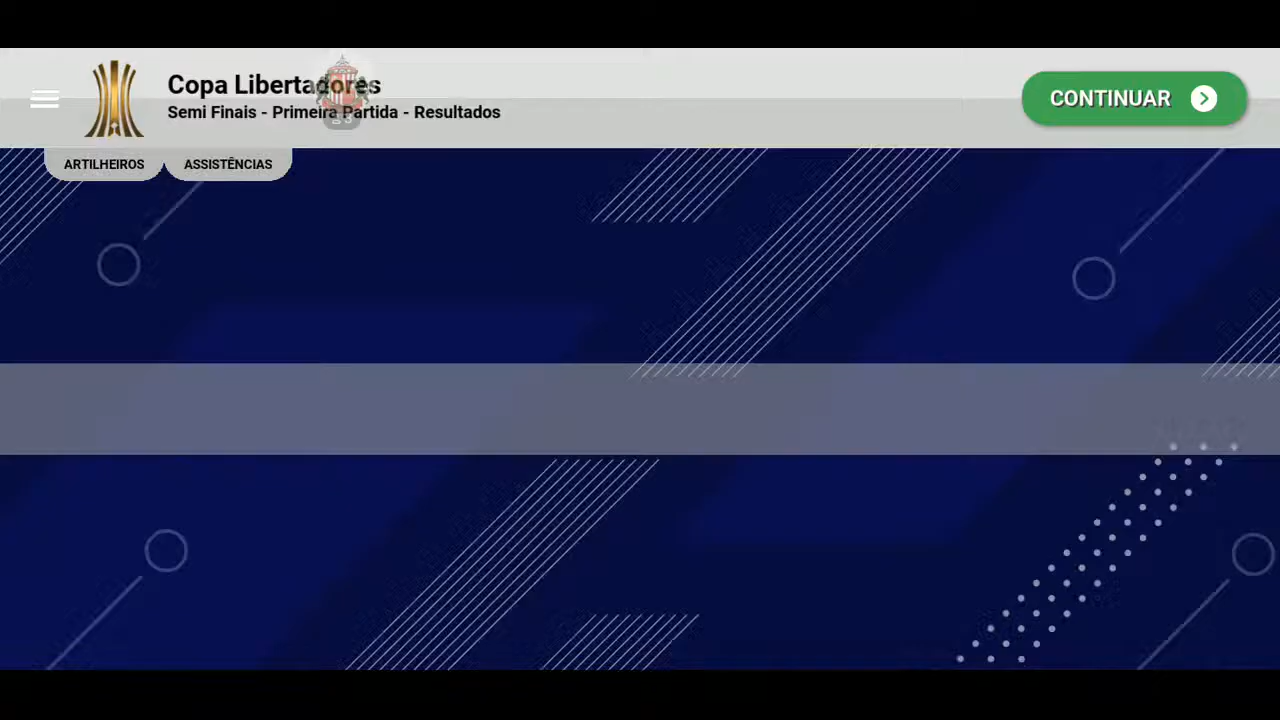 Copa Libertadores
Semi Finais - Primeira Partida - Resultados
CONTINUAR
ARTILHEIROS
ASSISTÊNCIAS